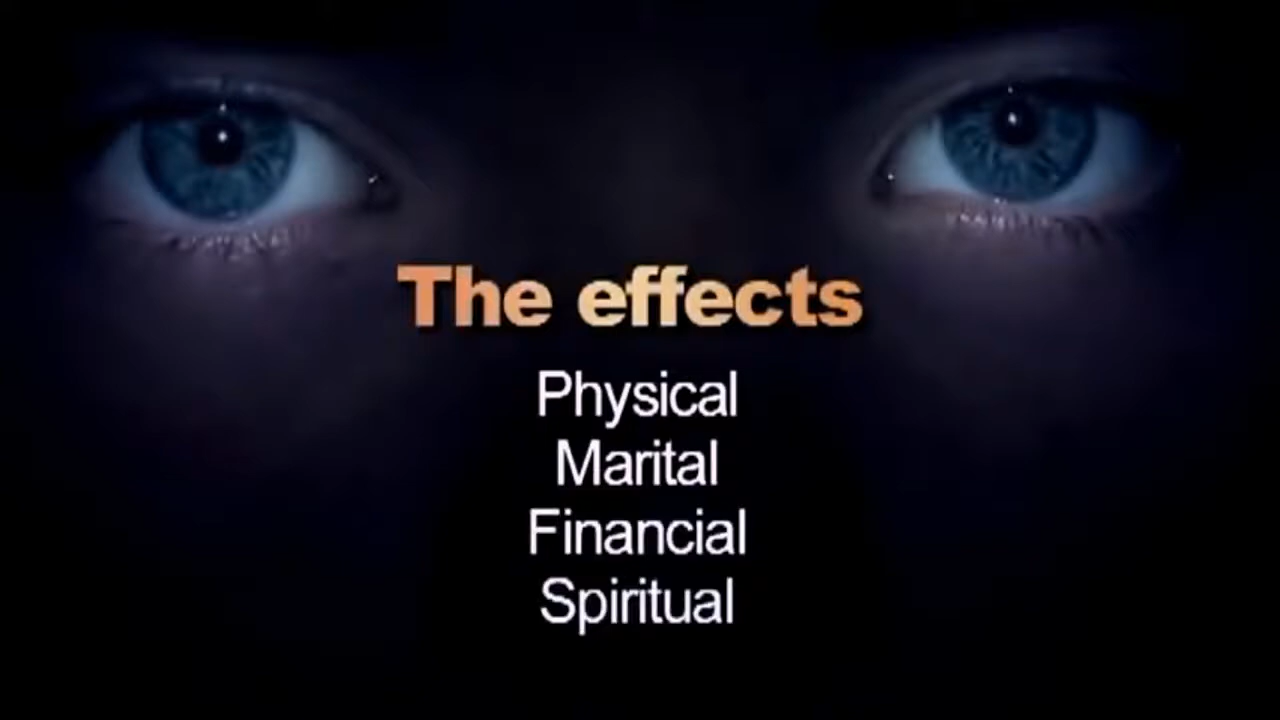 The effects
Physical
Marital
Financial
Spiritual